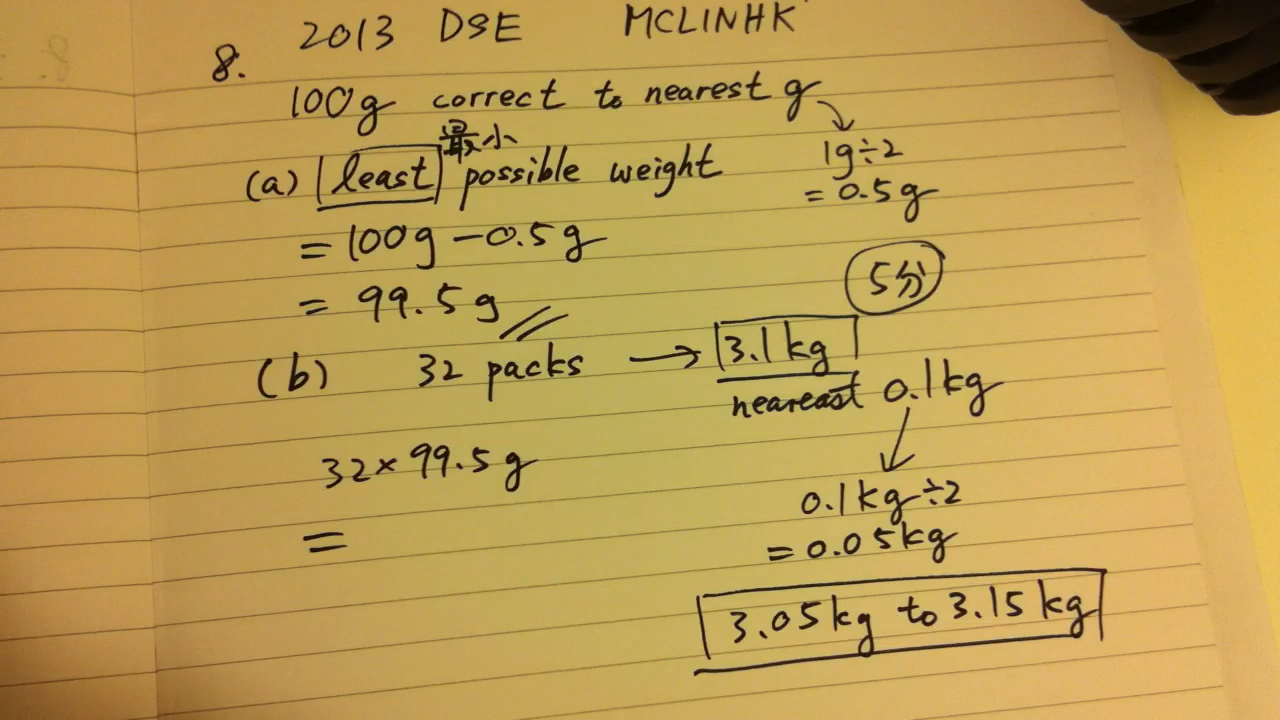 2013 DSE MCLINHK
8.
100g correct to nearest g
1g÷2
= 0.5g
最小
(a) least possible weight
= 100g - 0.5g
= 99.5g
5分
(b) 32 packs → 3.1kg
neareast 0.1kg
32 × 99.5g
=
0.1kg÷2
= 0.05kg
3.05kg to 3.15kg